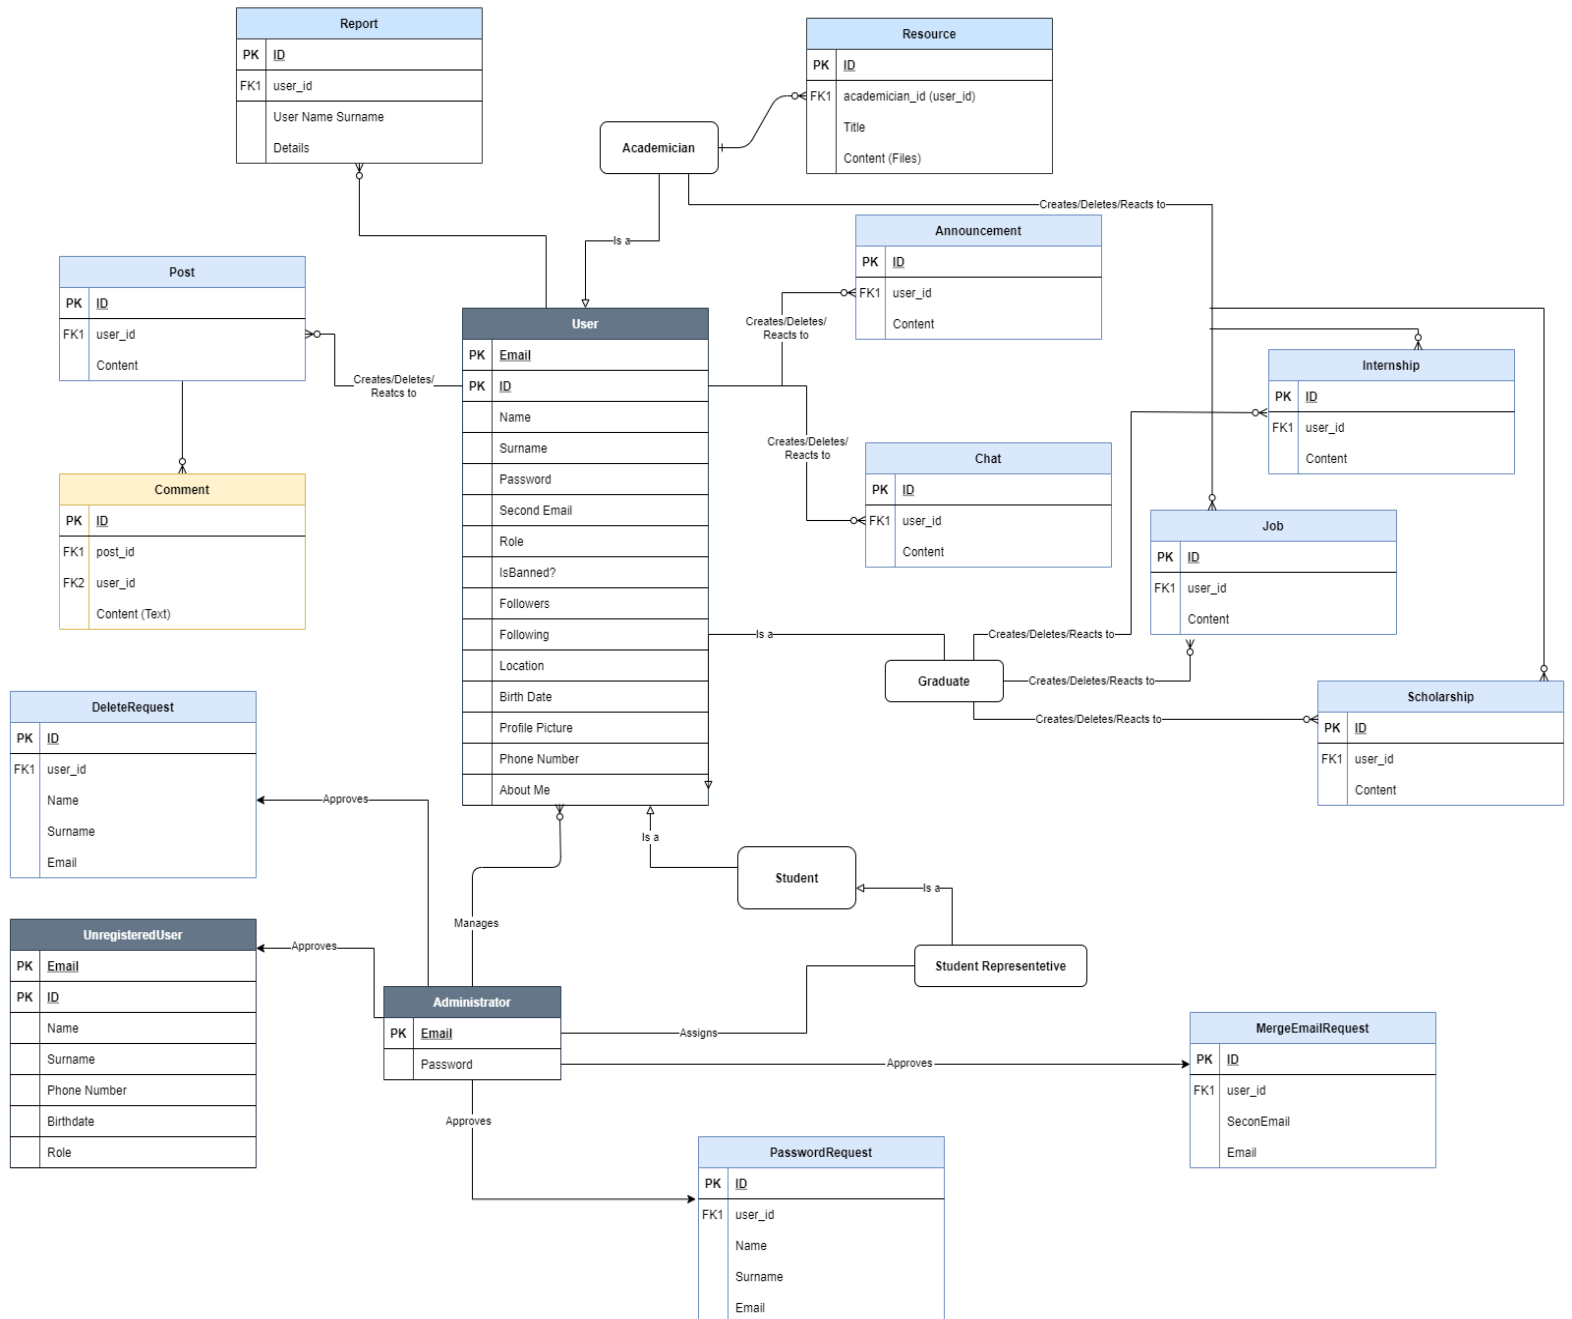 Report
PK ID
FK1 user_id
User Name Surname
Details
Resource
PK ID
FK1 academician_id (user_id)
Title
Content (Files)
Academician
Creates/Deletes/Reacts to
Is a
Announcement
PK ID
FK1 user_id
Content
Post
PK ID
FK1 user_id
Content
Creates/Deletes/
Reatcs to
Creates/Deletes/
Reacts to
User
PK Email
PK ID
Name
Surname
Password
Second Email
Role
IsBanned?
Followers
Following
Location
Birth Date
Profile Picture
Phone Number
About Me
Creates/Deletes/
Reacts to
Chat
PK ID
FK1 user_id
Content
Internship
PK ID
FK1 user_id
Content
Comment
PK ID
FK1 post_id
FK2 user_id
Content (Text)
Job
PK ID
FK1 user_id
Content
Is a
Creates/Deletes/Reacts to
Graduate
Creates/Deletes/Reacts to
Creates/Deletes/Reacts to
Scholarship
PK ID
FK1 user_id
Content
DeleteRequest
PK ID
FK1 user_id
Name
Surname
Email
Approves
Is a
Student
Is a
Manages
Student Representetive
UnregisteredUser
PK Email
PK ID
Name
Surname
Phone Number
Birthdate
Role
Approves
Administrator
PK Email
Password
Assigns
Approves
MergeEmailRequest
PK ID
FK1 user_id
SeconEmail
Email
Approves
PasswordRequest
PK ID
FK1 user_id
Name
Surname
Email